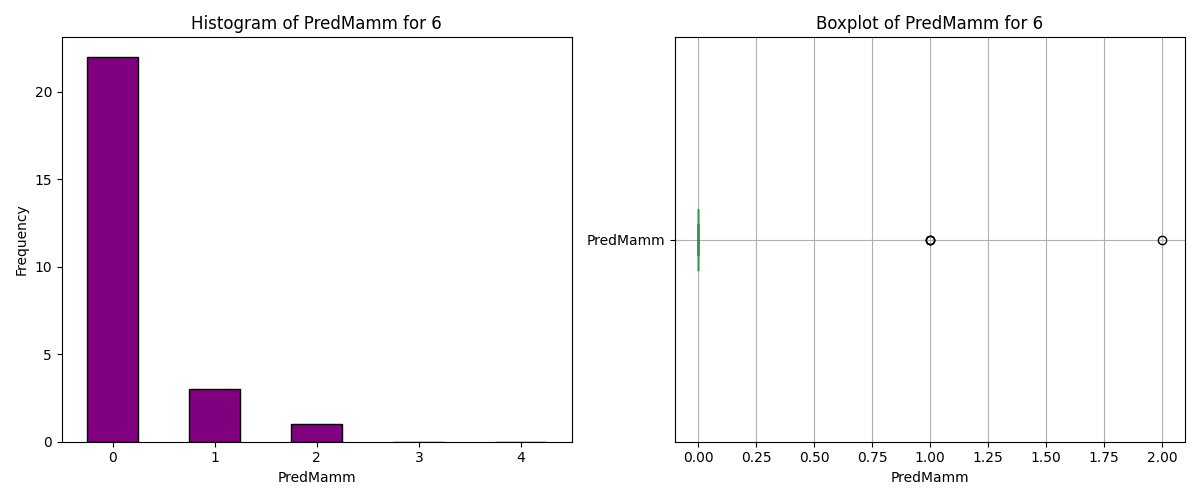 Histogram of PredMamm for 6
Frequency
20
15
10
5
0
0 1 2 3 4
PredMamm
Boxplot of PredMamm for 6
PredMamm
0.00 0.25 0.50 0.75 1.00 1.25 1.50 1.75 2.00
PredMamm